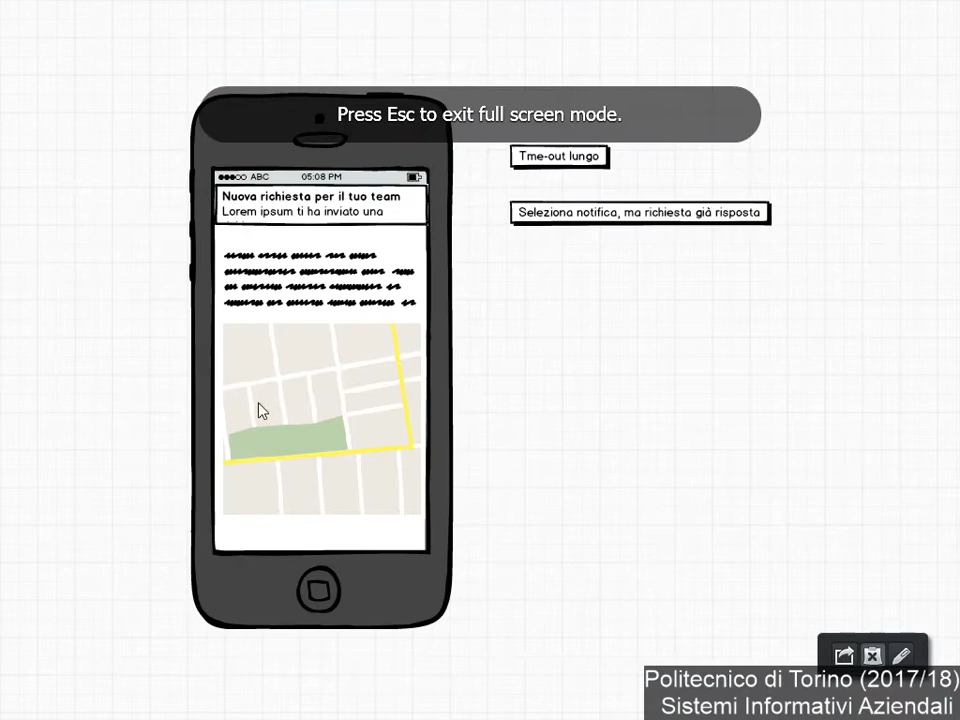 Press Esc to exit full screen mode.
Tme-out lungo
ABC
05:08 PM
Nuova richiesta per il tuo team
Lorem ipsum ti ha inviato una
Seleziona notifica, ma richiesta già risposta
Politecnico di Torino (2017/18)
Sistemi Informativi Aziendali